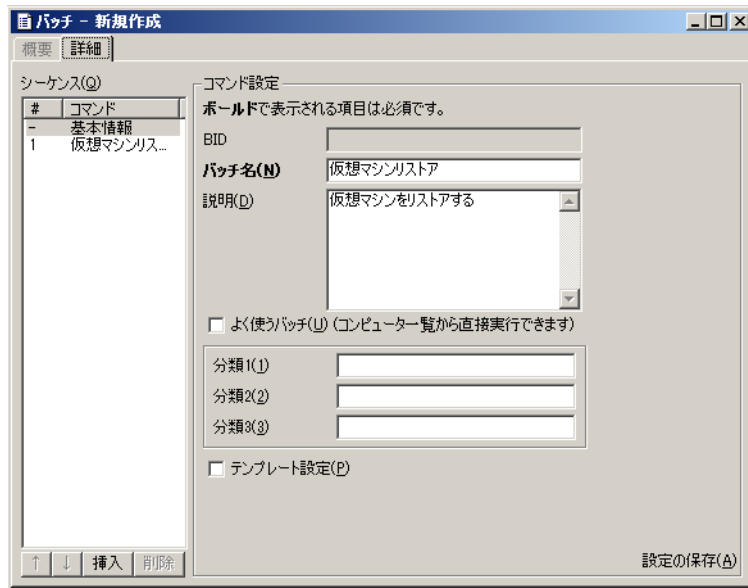 バッチ - 新規作成
概要 詳細
シーケンス(Q)
# コマンド
- 基本情報
1 仮想マシンリス...
↑ ↓ 挿入 削除
コマンド設定
ボールドで表示される項目は必須です。
BID
バッチ名(N) 仮想マシンリストア
説明(D) 仮想マシンをリストアする
よく使うバッチ(U) (コンピューター覧から直接実行できます)
分類1(1)
分類2(2)
分類3(3)
テンプレート設定(P)
設定の保存(A)